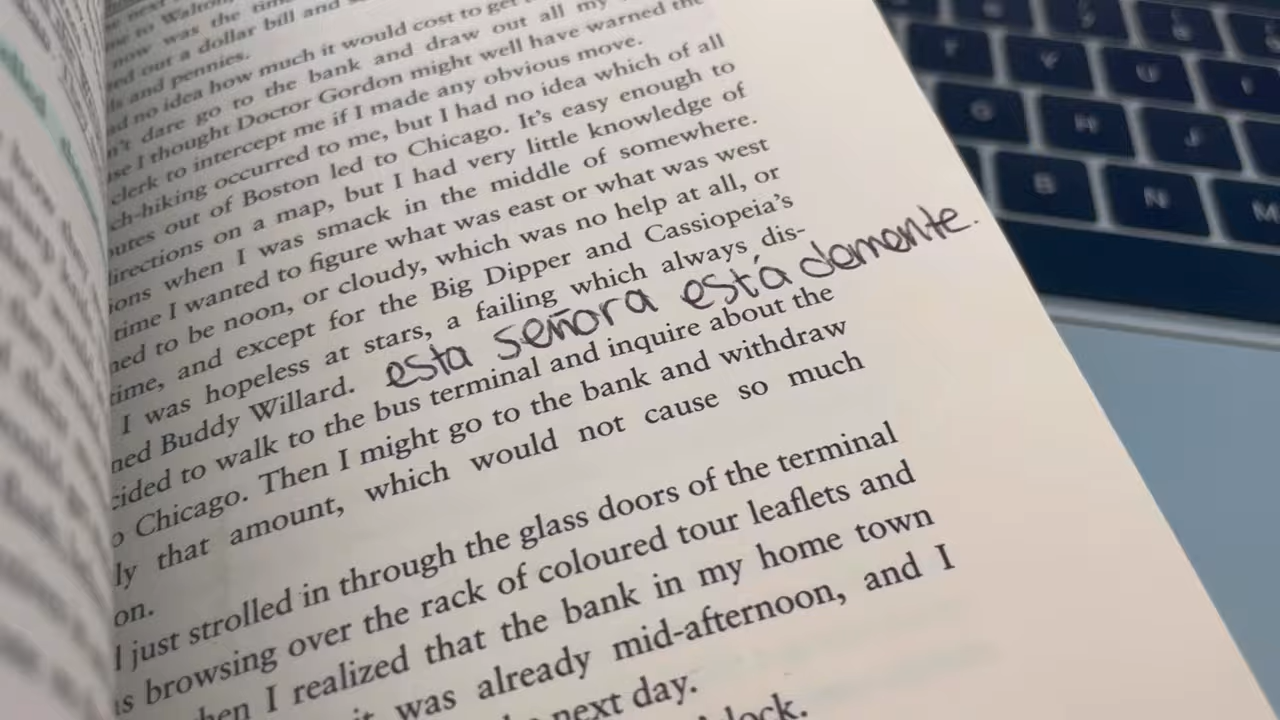 next
to Walton
now was the time
out a dollar bill and
and pennies.
no idea how much it would cost to get
dare go to the bank and draw out all my
I thought Doctor Gordon might well have warned the
clerk to intercept me if I made any obvious move.
ch-hiking occurred to me, but I had no idea which of all
outes out of Boston led to Chicago. It's easy enough to
directions on a map, but I had very little knowledge of
ions when I was smack in the middle of somewhere.
time I wanted to figure what was east or what was west
ned to be noon, or cloudy, which was no help at all, or
time, and except for the Big Dipper and Cassiopeia's
I was hopeless at stars, a failing which always dis-
ned Buddy Willard. esta señora está demente.
cided to walk to the bus terminal and inquire about the
o Chicago. Then I might go to the bank and withdraw
ly that amount, which would not cause so much
on.
I just strolled in through the glass doors of the terminal
s browsing over the rack of coloured tour leaflets and
hen I realized that the bank in my home town
it was already mid-afternoon, and I
next day.
lock.
Y
U
I
G
H
J
B
N
M